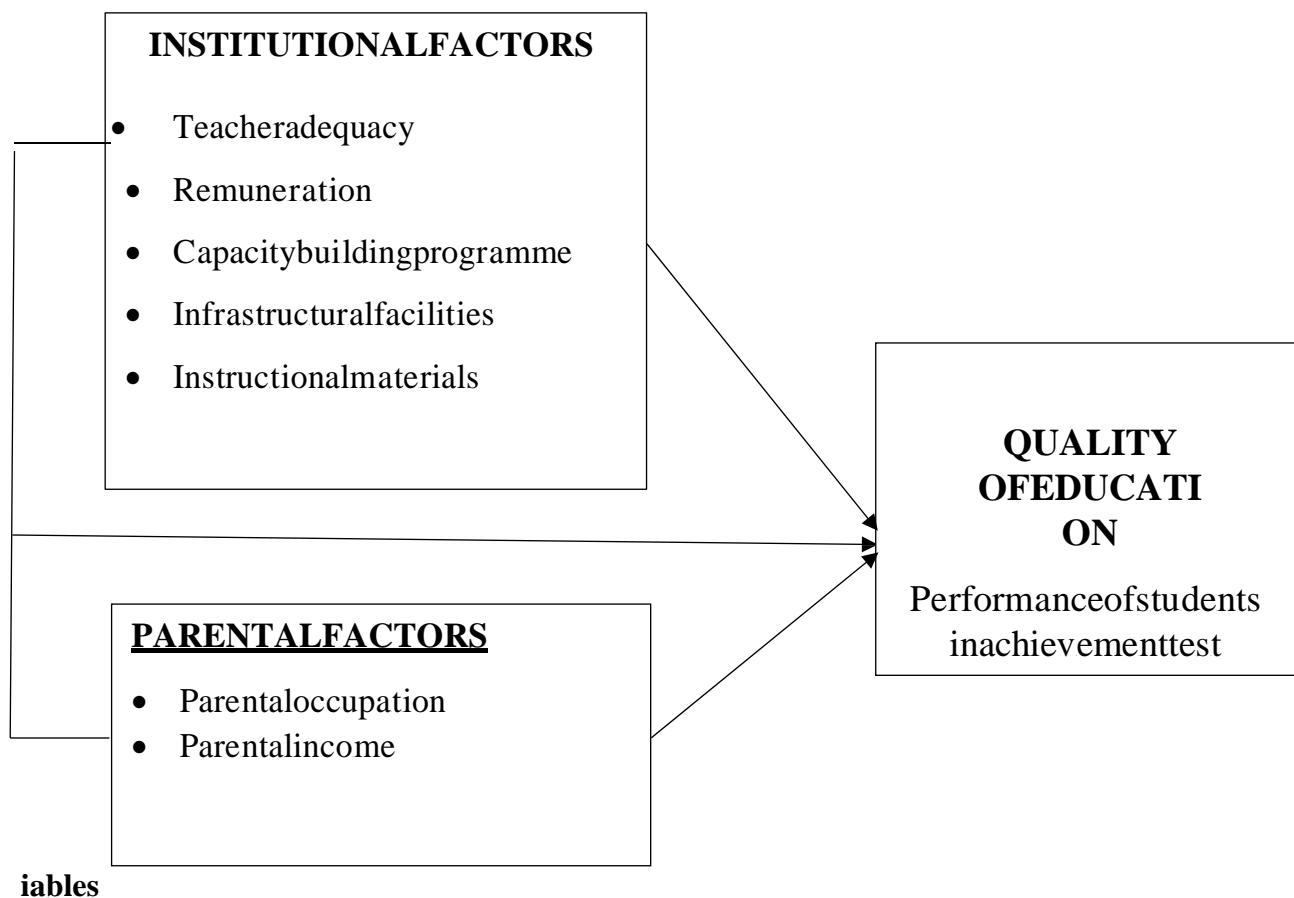 INSTITUTIONALFACTORS
• Teacheradequacy
• Remuneration
• Capacitybuildingprogramme
• Infrastructuralfacilities
• Instructionalmaterials
QUALITY
OFEDUCATI
ON
Performanceofstudents
inachievementtest
PARENTALFACTORS
• Parentaloccupation
• Parentalincome
iables